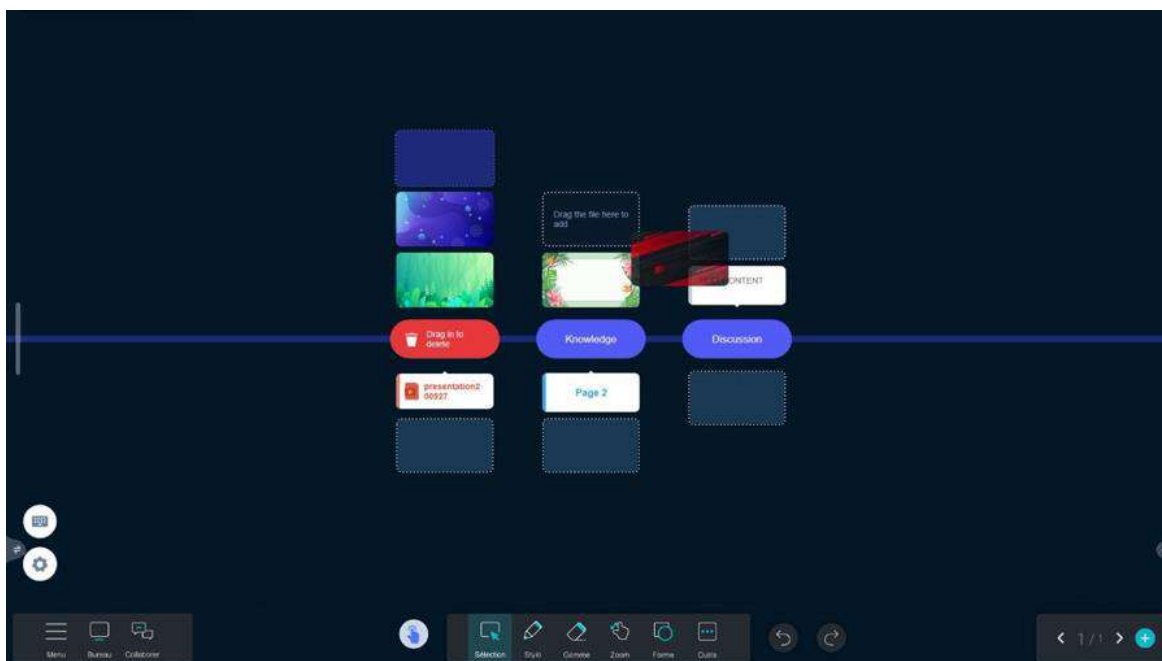 Drag the file here to
add
CONTENT
Drag in to
delete
Knowledge
Discussion
presentation2
00927
Page 2
Menu
Bureau
Collaborer
Sélection
Stylo
Gomme
Zoom
Forme
Outils
1 / 1